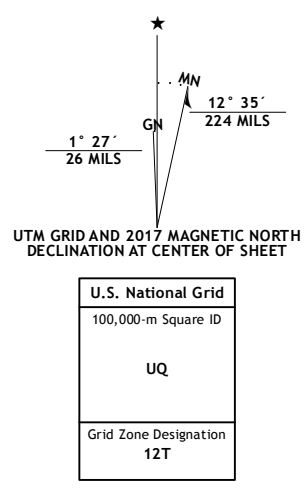 ★
MN
GN
12° 35´
224 MILS
1° 27´
26 MILS
UTM GRID AND 2017 MAGNETIC NORTH
DECLINATION AT CENTER OF SHEET
U.S. National Grid
100,000-m Square ID
UQ
Grid Zone Designation
12T